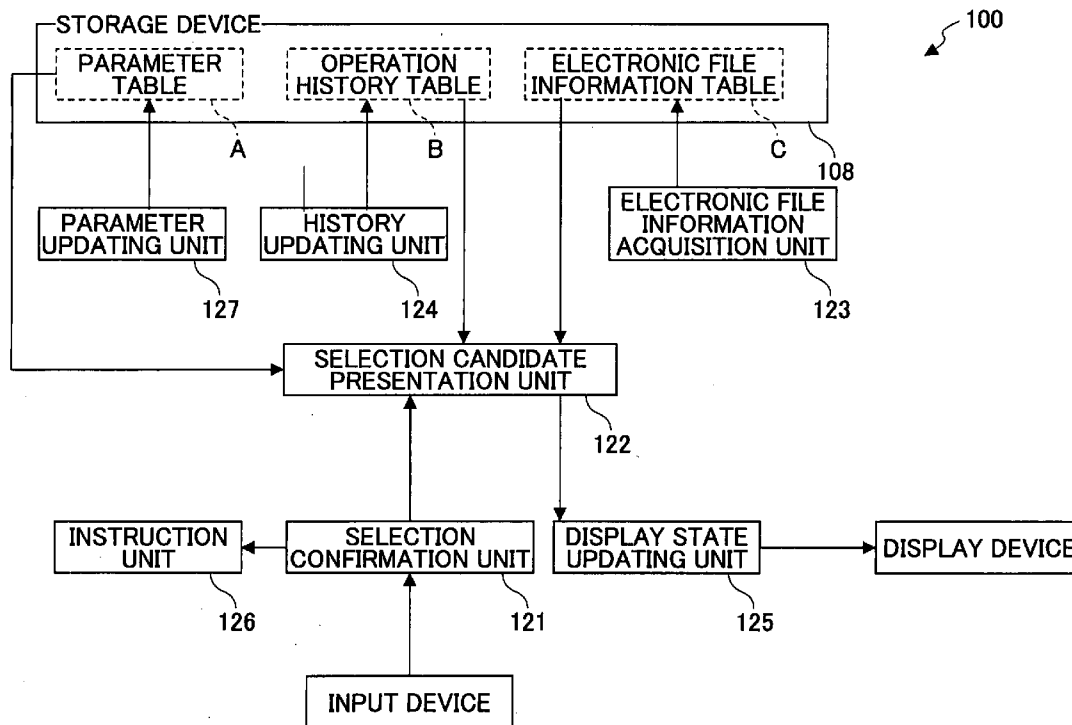 100
STORAGE DEVICE
PARAMETER
TABLE
OPERATION
HISTORY TABLE
ELECTRONIC FILE
INFORMATION TABLE
A
B
C
108
PARAMETER
UPDATING UNIT
HISTORY
UPDATING UNIT
ELECTRONIC FILE
INFORMATION
ACQUISITION UNIT
127
124
123
SELECTION CANDIDATE
PRESENTATION UNIT
122
INSTRUCTION
UNIT
SELECTION
CONFIRMATION UNIT
DISPLAY STATE
UPDATING UNIT
DISPLAY DEVICE
126
121
125
INPUT DEVICE